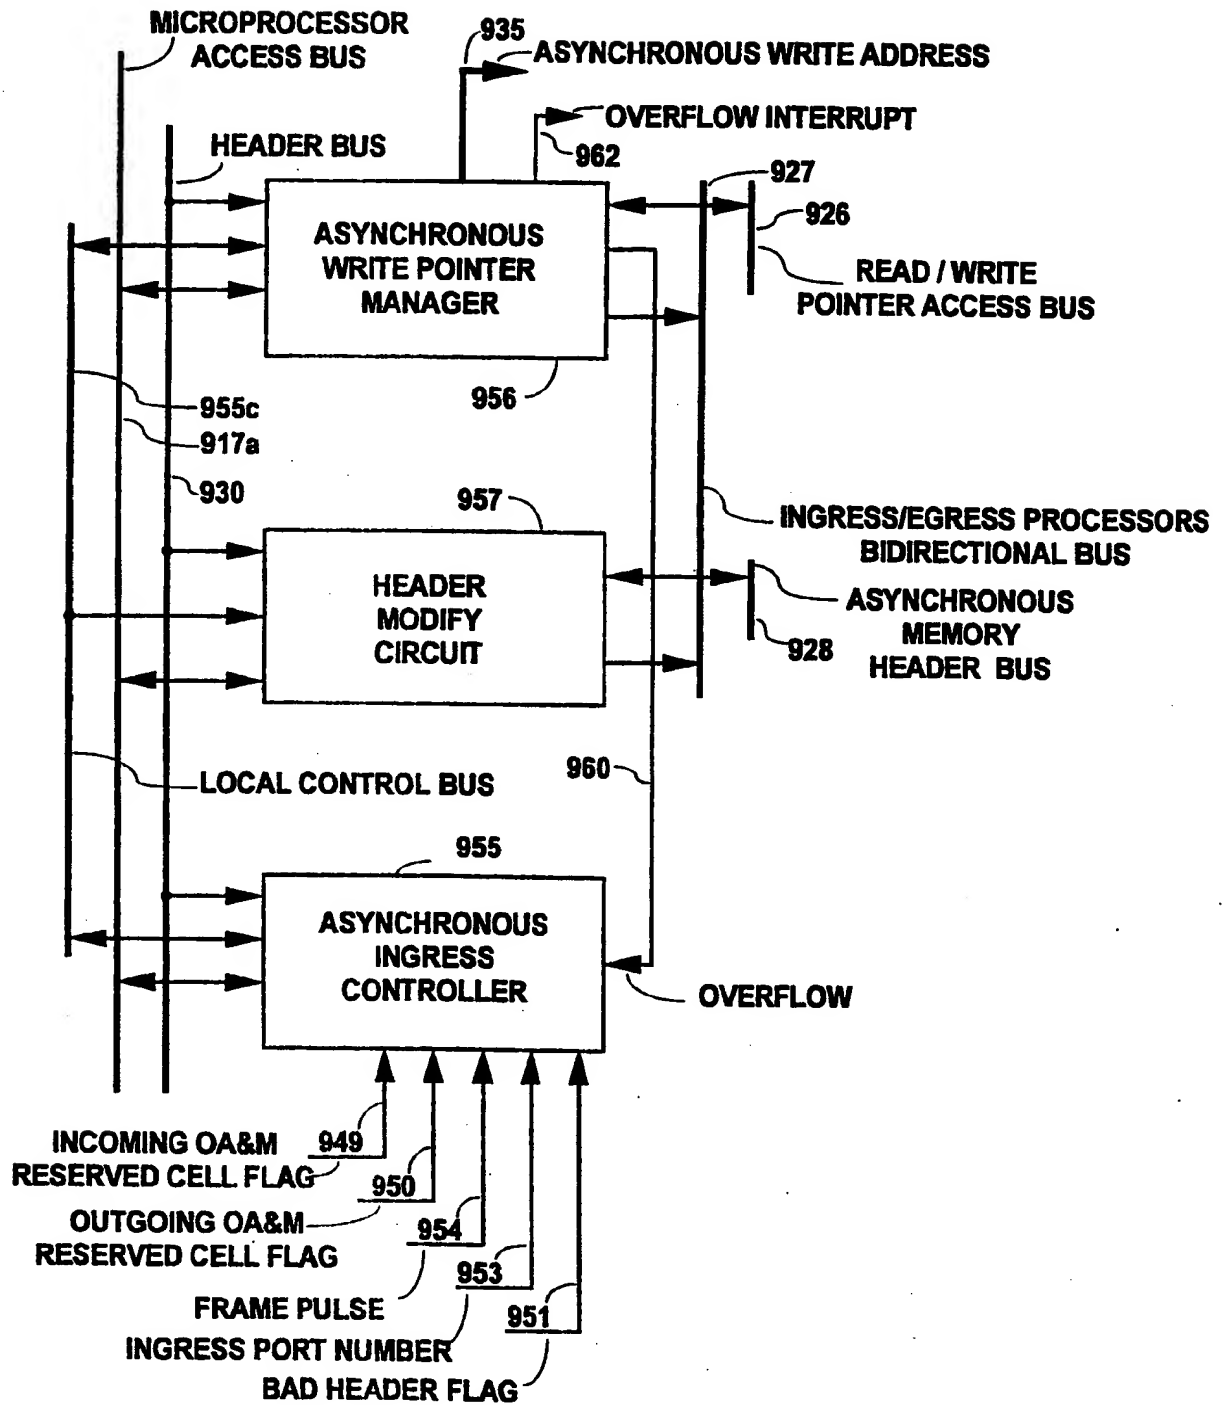 MICROPROCESSOR
ACCESS BUS
935
ASYNCHRONOUS WRITE ADDRESS
OVERFLOW INTERRUPT
962
HEADER BUS
927
926
ASYNCHRONOUS
WRITE POINTER
MANAGER
READ / WRITE
POINTER ACCESS BUS
956
955c
917a
930
957
INGRESS/EGRESS PROCESSORS
BIDIRECTIONAL BUS
HEADER
MODIFY
CIRCUIT
ASYNCHRONOUS
MEMORY
HEADER BUS
928
960
LOCAL CONTROL BUS
955
ASYNCHRONOUS
INGRESS
CONTROLLER
OVERFLOW
INCOMING OA&M
RESERVED CELL FLAG
949
950
OUTGOING OA&M
RESERVED CELL FLAG
954
953
FRAME PULSE
951
INGRESS PORT NUMBER
BAD HEADER FLAG